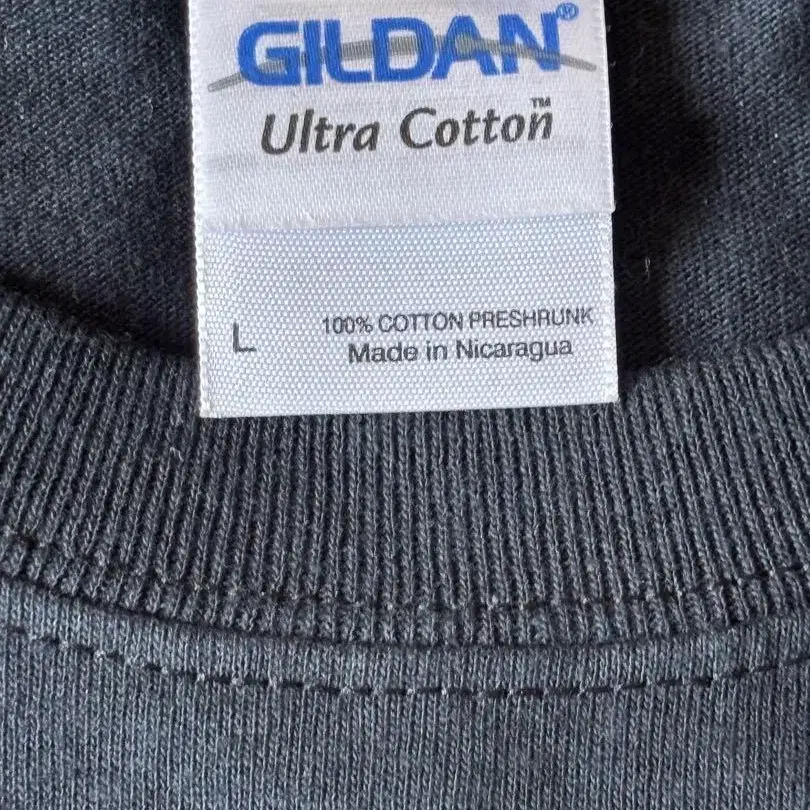 GILDAN®
Ultra Cotton™
L
100% COTTON PRESHRUNK
Made in Nicaragua